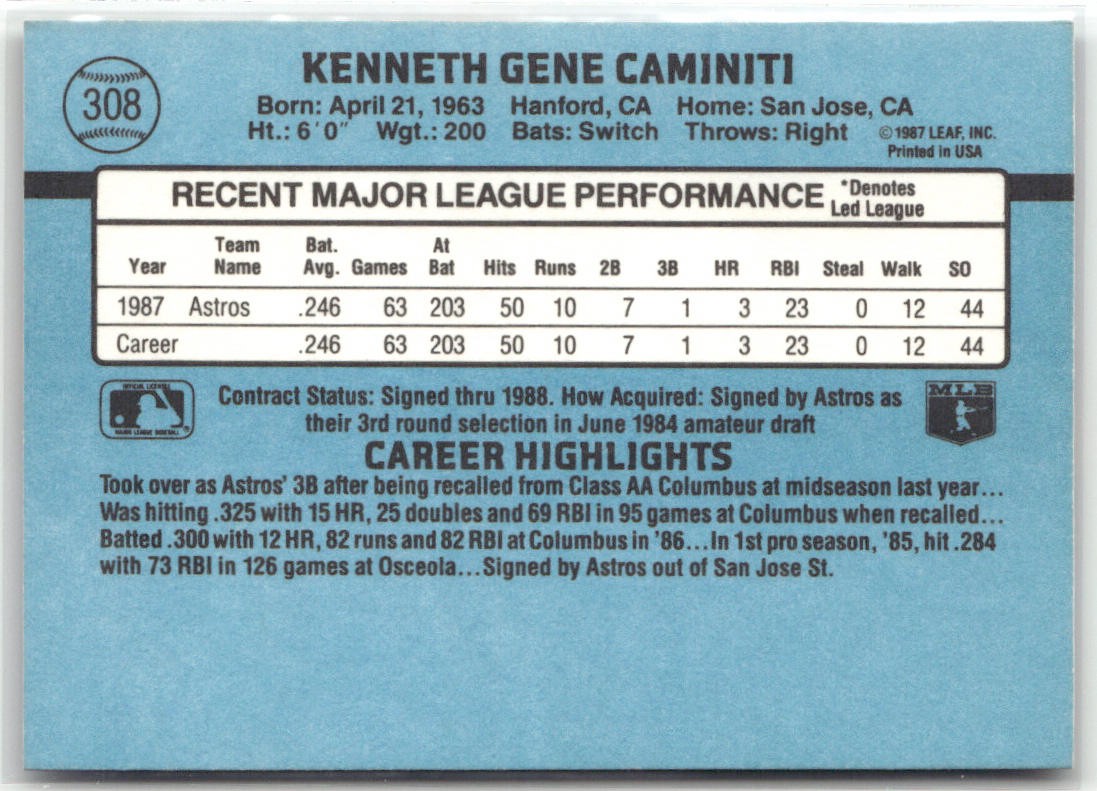 308
KENNETH GENE CAMINITI
Born: April 21, 1963 Hanford, CA Home: San Jose, CA
Ht.: 6'0" Wgt.: 200 Bats: Switch Throws: Right ©1987 LEAF, INC.
Printed in USA
RECENT MAJOR LEAGUE PERFORMANCE *Denotes
Led League
Year Team Name Bat. Avg. Games At Bat Hits Runs 2B 3B HR RBI Steal Walk SO
1987 Astros .246 63 203 50 10 7 1 3 23 0 12 44
Career .246 63 203 50 10 7 1 3 23 0 12 44
OFFICIAL LICENSEE
MAJOR LEAGUE BASEBALL
MLB
Contract Status: Signed thru 1988. How Acquired: Signed by Astros as
their 3rd round selection in June 1984 amateur draft
CAREER HIGHLIGHTS
Took over as Astros' 3B after being recalled from Class AA Columbus at midseason last year...
Was hitting .325 with 15 HR, 25 doubles and 69 RBI in 95 games at Columbus when recalled...
Batted .300 with 12 HR, 82 runs and 82 RBI at Columbus in '86...In 1st pro season, '85, hit .284
with 73 RBI in 126 games at Osceola...Signed by Astros out of San Jose St.